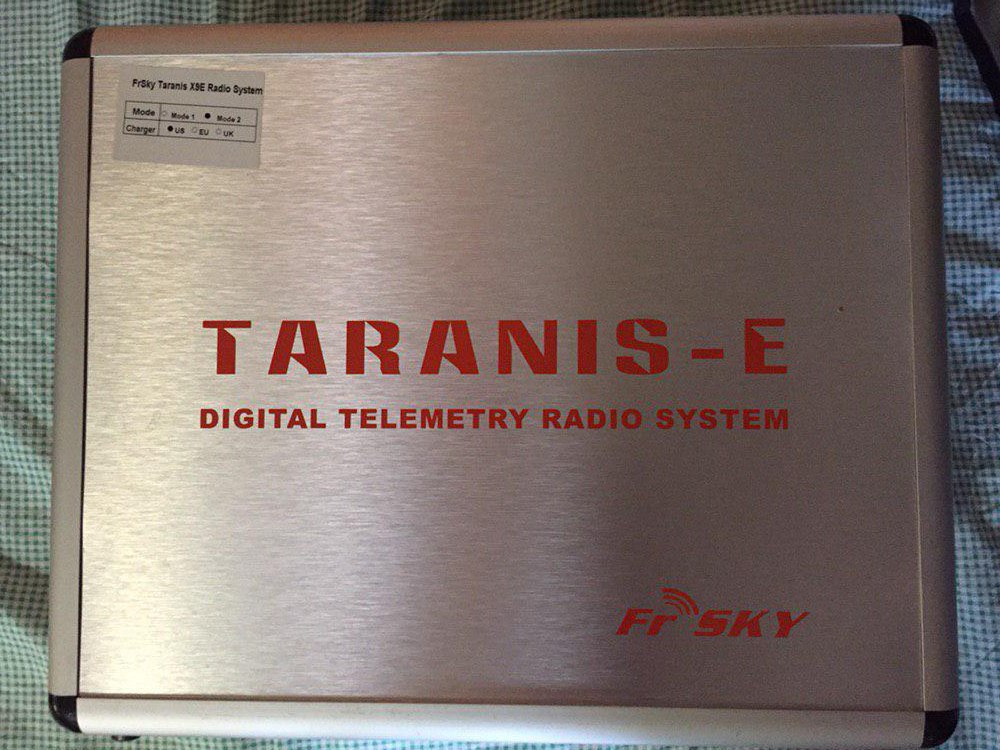 FrSky Taranis X9E Radio System
Mode ○ Mode 1 ● Mode 2
Charger ● US ○ EU ○ UK
TARANIS-E
DIGITAL TELEMETRY RADIO SYSTEM
FrSKY